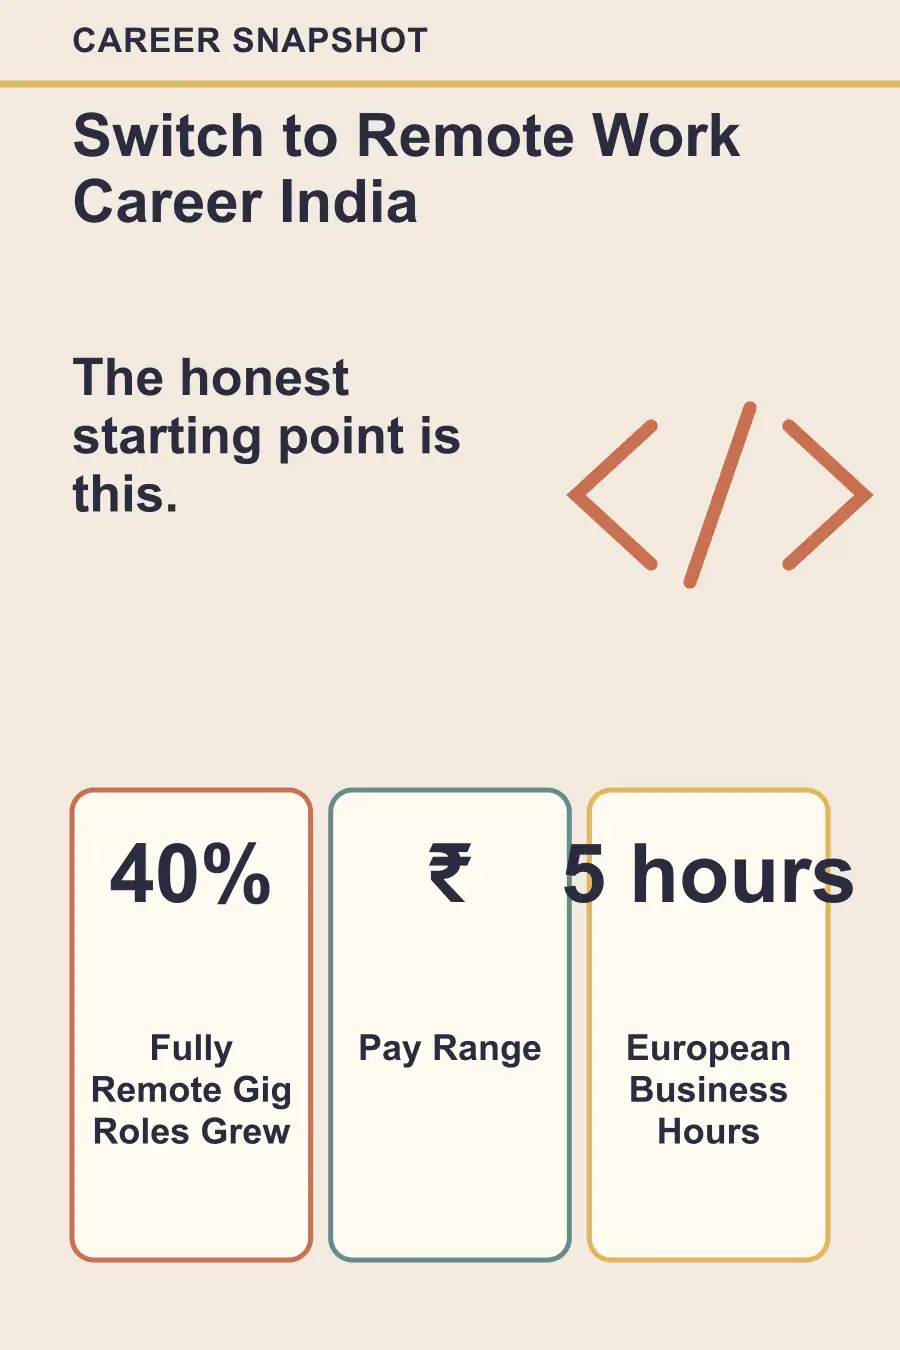 CAREER SNAPSHOT
Switch to Remote Work
Career India
The honest
starting point is
this.
40%
Fully
Remote Gig
Roles Grew
₹
Pay Range
5 hours
European
Business
Hours